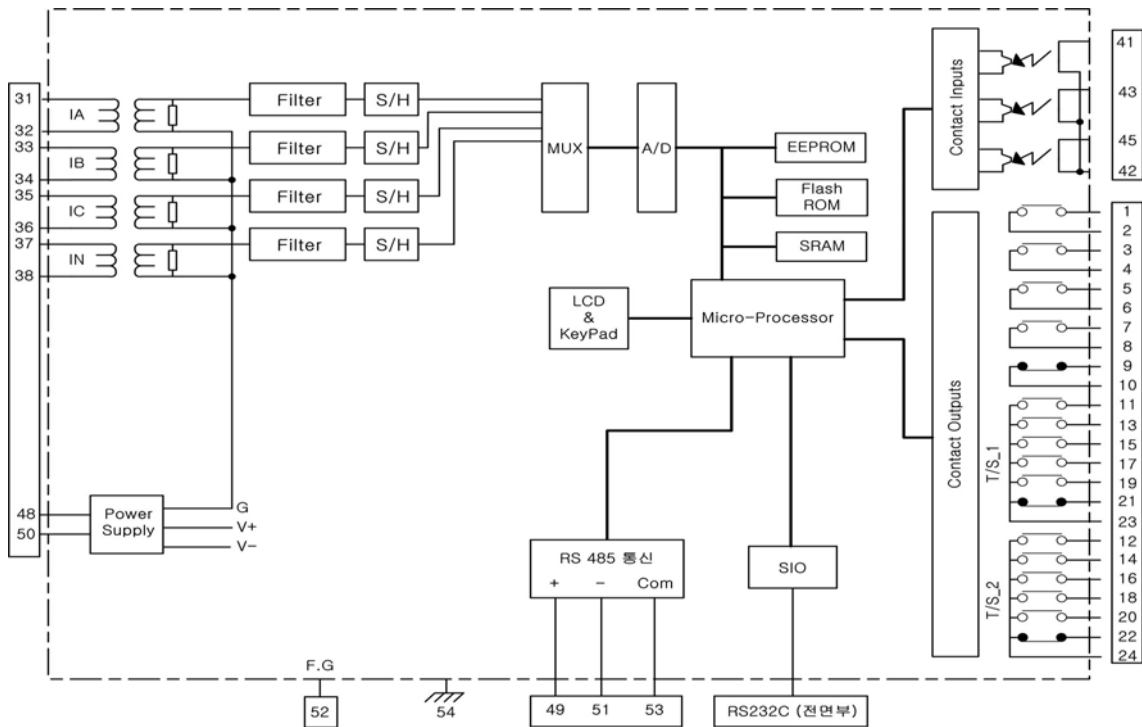 31
IA
32
33
IB
34
35
IC
36
37
IN
38
48
50
Filter
S/H
Filter
S/H
Filter
S/H
Filter
S/H
MUX
A/D
EEPROM
Flash
ROM
SRAM
LCD
&
KeyPad
Micro-Processor
Power
Supply
G
V+
V-
RS 485 통신
+ - Com
SIO
F.G
52
54
49 51 53
RS232C (전면부)
Contact Inputs
41
43
45
42
Contact Outputs
T/S_1
T/S_2
1
2
3
4
5
6
7
8
9
10
11
13
15
17
19
21
23
12
14
16
18
20
22
24